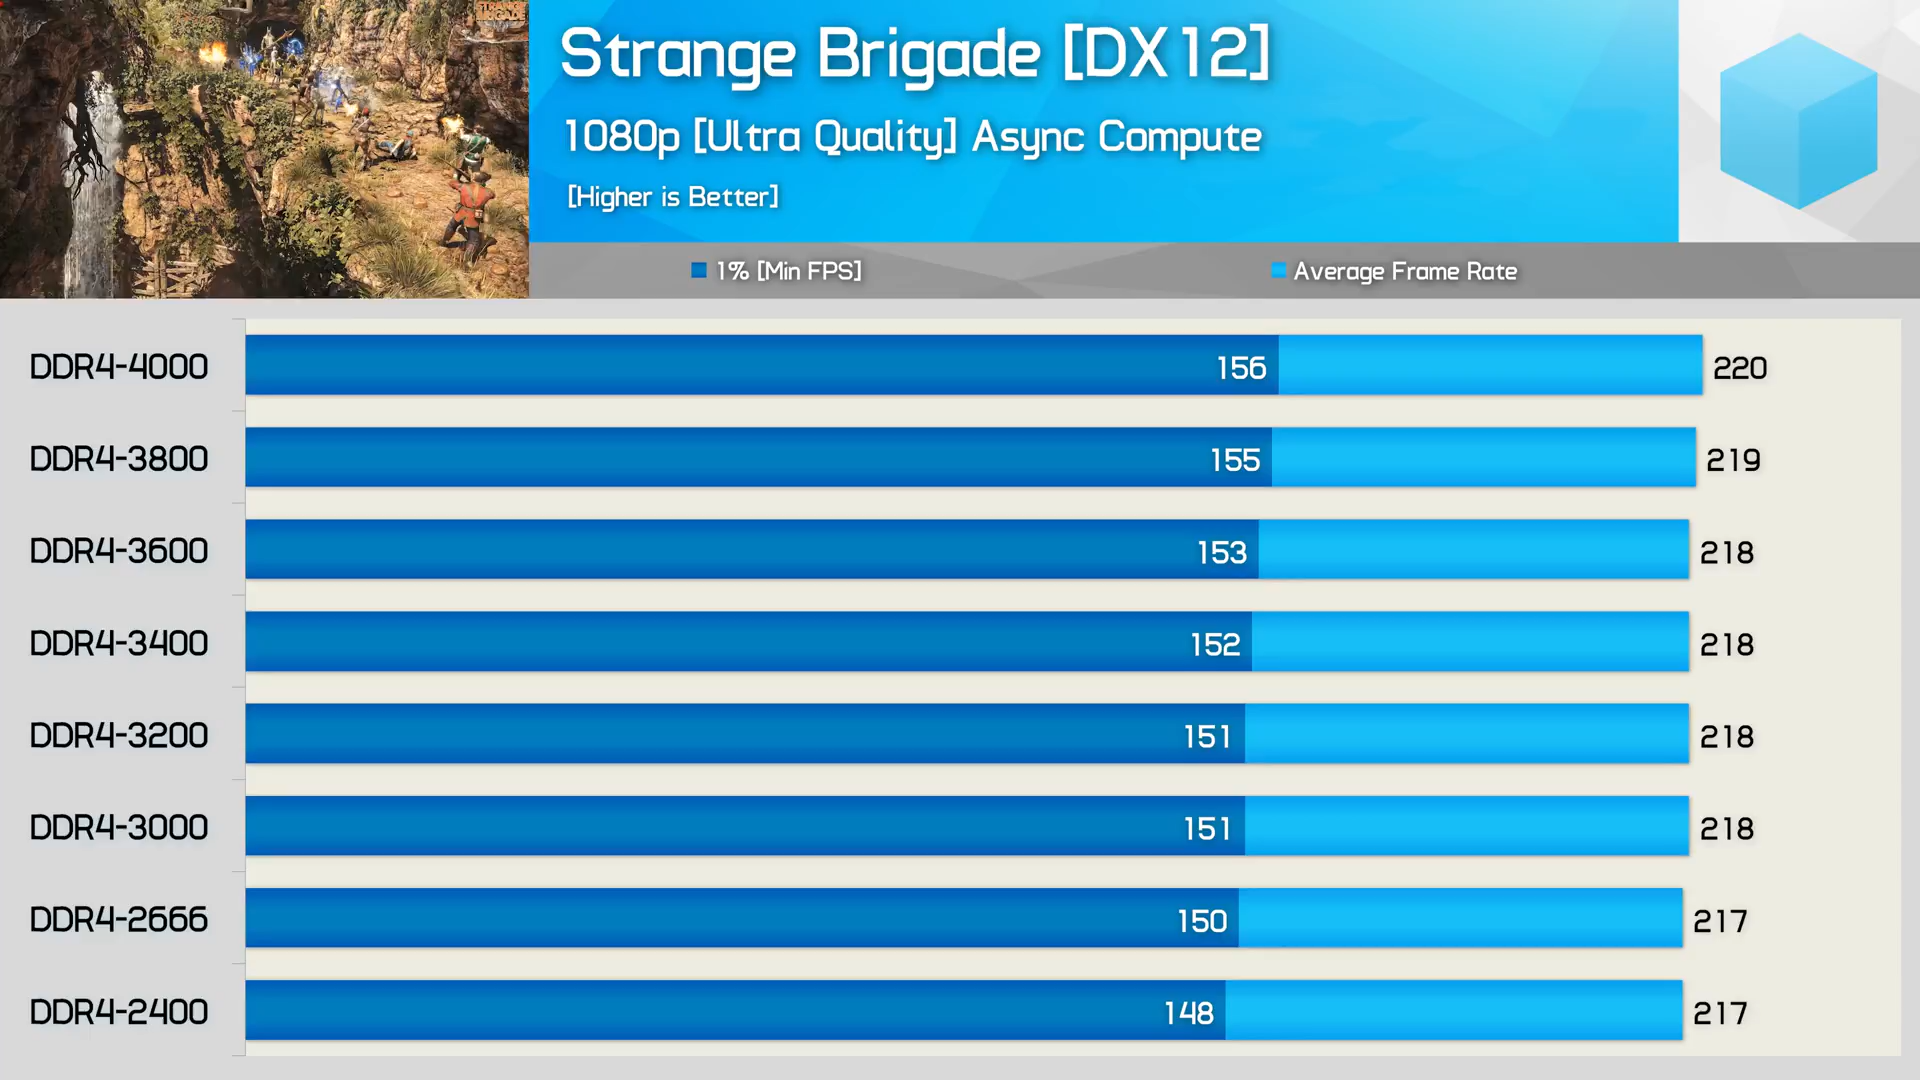 STRANGE
BRIGADE
Strange Brigade [DX12]
1080p [Ultra Quality] Async Compute
[Higher is Better]
1% [Min FPS] Average Frame Rate
DDR4-4000 156 220
DDR4-3800 155 219
DDR4-3600 153 218
DDR4-3400 152 218
DDR4-3200 151 218
DDR4-3000 151 218
DDR4-2666 150 217
DDR4-2400 148 217